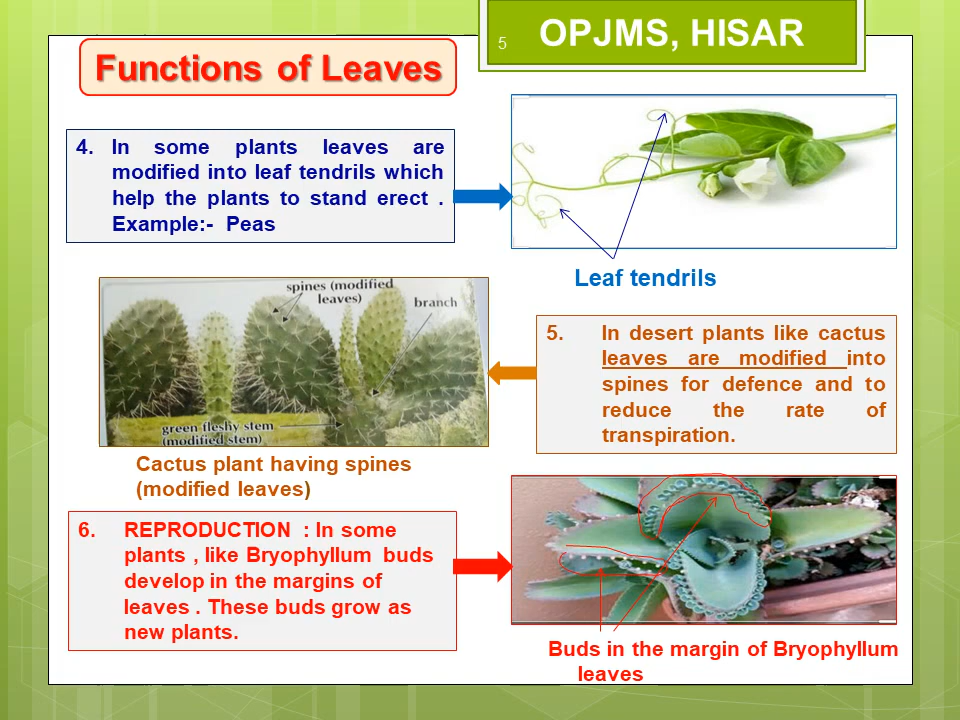 5
OPJMS, HISAR
Functions of Leaves
4. In some plants leaves are
modified into leaf tendrils which
help the plants to stand erect .
Example:- Peas
Leaf tendrils
spines (modified
leaves)
branch
green fleshy stem
(modified stem)
Cactus plant having spines
(modified leaves)
5. In desert plants like cactus
leaves are modified into
spines for defence and to
reduce the rate of
transpiration.
6. REPRODUCTION : In some
plants , like Bryophyllum buds
develop in the margins of
leaves . These buds grow as
new plants.
Buds in the margin of Bryophyllum
leaves